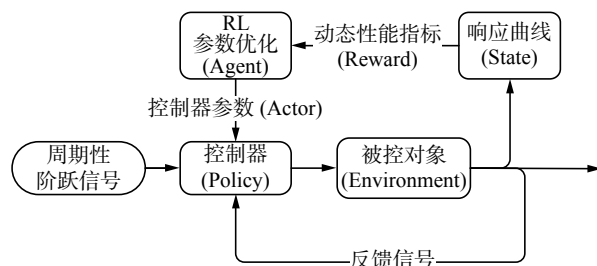 RL
参数优化
(Agent)
动态性能指标
(Reward)
响应曲线
(State)
控制器参数 (Actor)
周期性
阶跃信号
控制器
(Policy)
被控对象
(Environment)
反馈信号